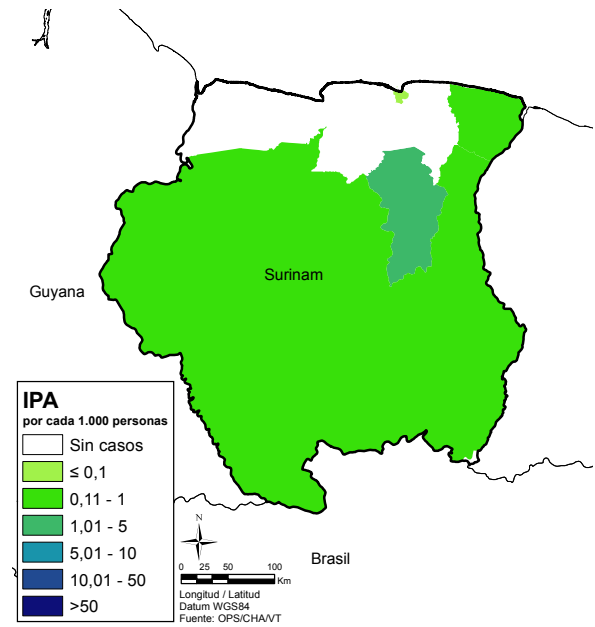 Surinam
Guyana
IPA
por cada 1.000 personas
Sin casos
≤ 0,1
0,11 - 1
1,01 - 5
5,01 - 10
10,01 - 50
>50
N
Brasil
0 25 50 100
Km
Longitud / Latitud
Datum WGS84
Fuente: OPS/CHA/VT